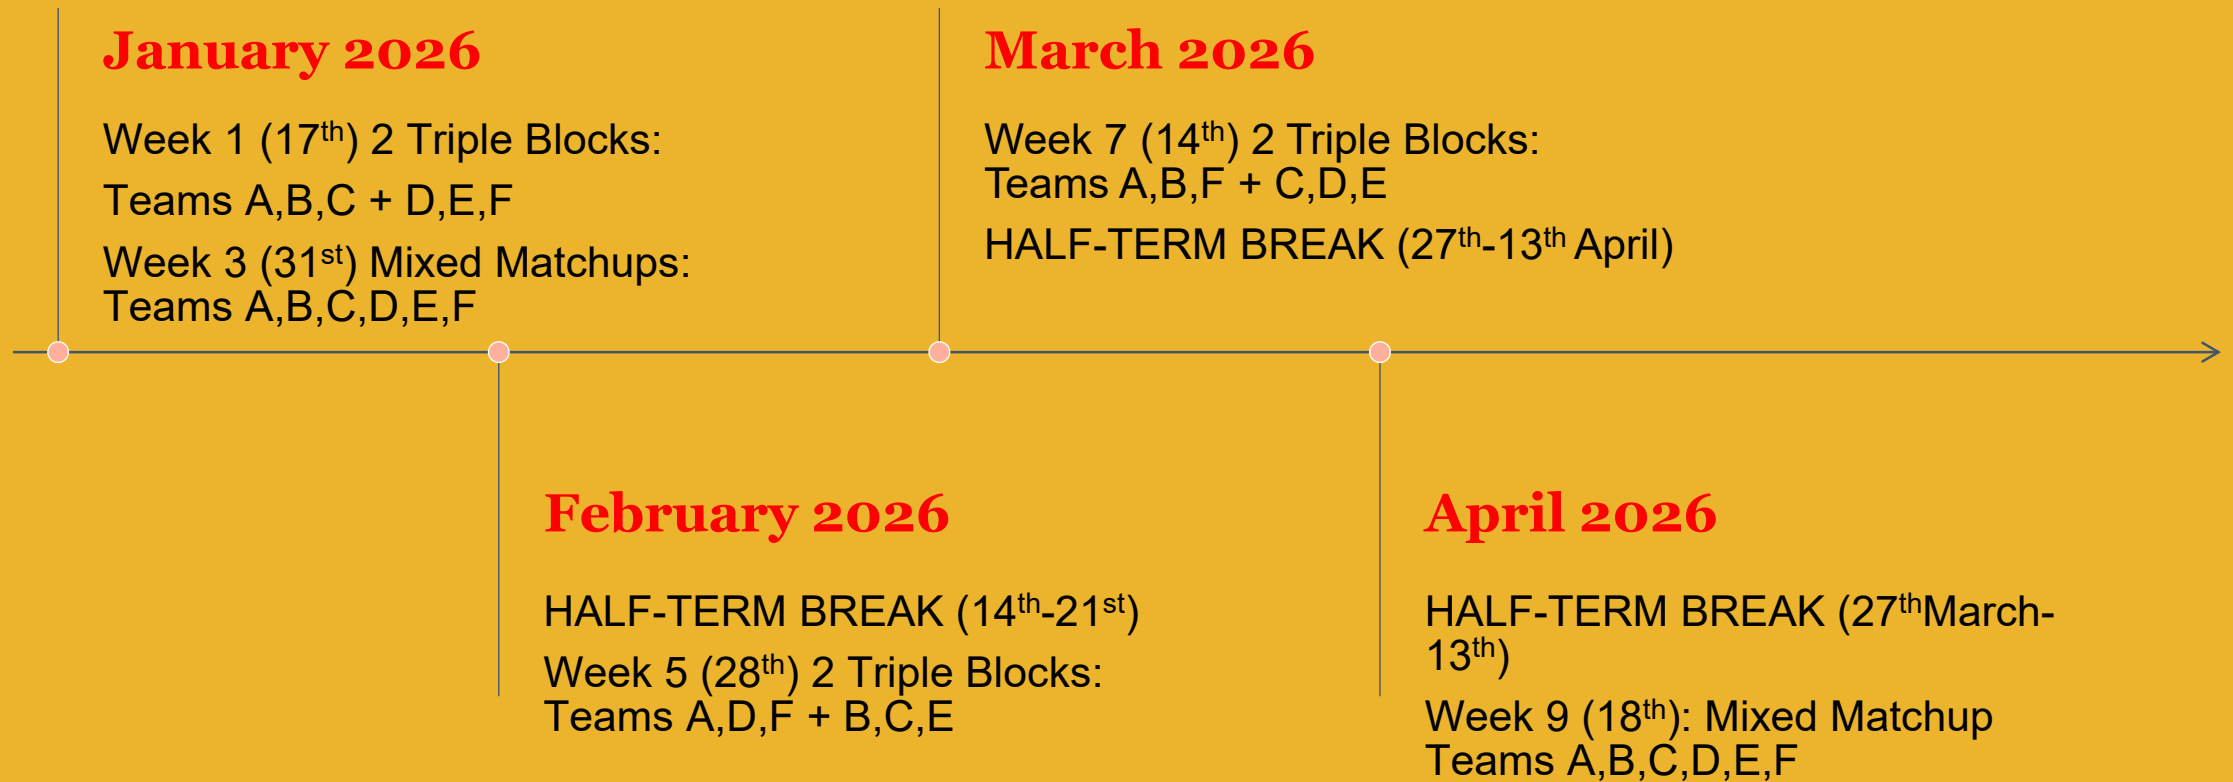 January 2026
Week 1 (17th) 2 Triple Blocks:
Teams A,B,C + D,E,F
Week 3 (31st) Mixed Matchups:
Teams A,B,C,D,E,F
February 2026
HALF-TERM BREAK (14th-21st)
Week 5 (28th) 2 Triple Blocks:
Teams A,D,F + B,C,E
March 2026
Week 7 (14th) 2 Triple Blocks:
Teams A,B,F + C,D,E
HALF-TERM BREAK (27th-13th April)
April 2026
HALF-TERM BREAK (27thMarch-
13th)
Week 9 (18th): Mixed Matchup
Teams A,B,C,D,E,F